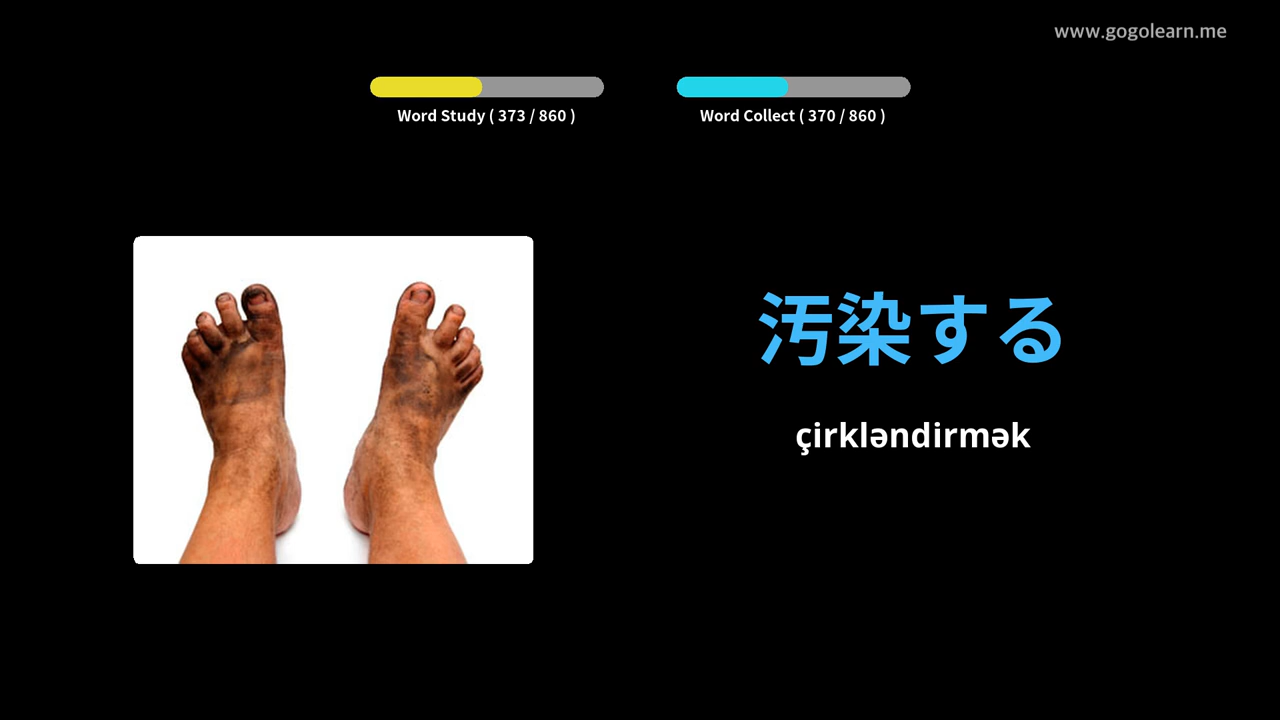 www.gogolearn.me
Word Study ( 373 / 860 )
Word Collect ( 370 / 860 )
汚染する
çirkləndirmək